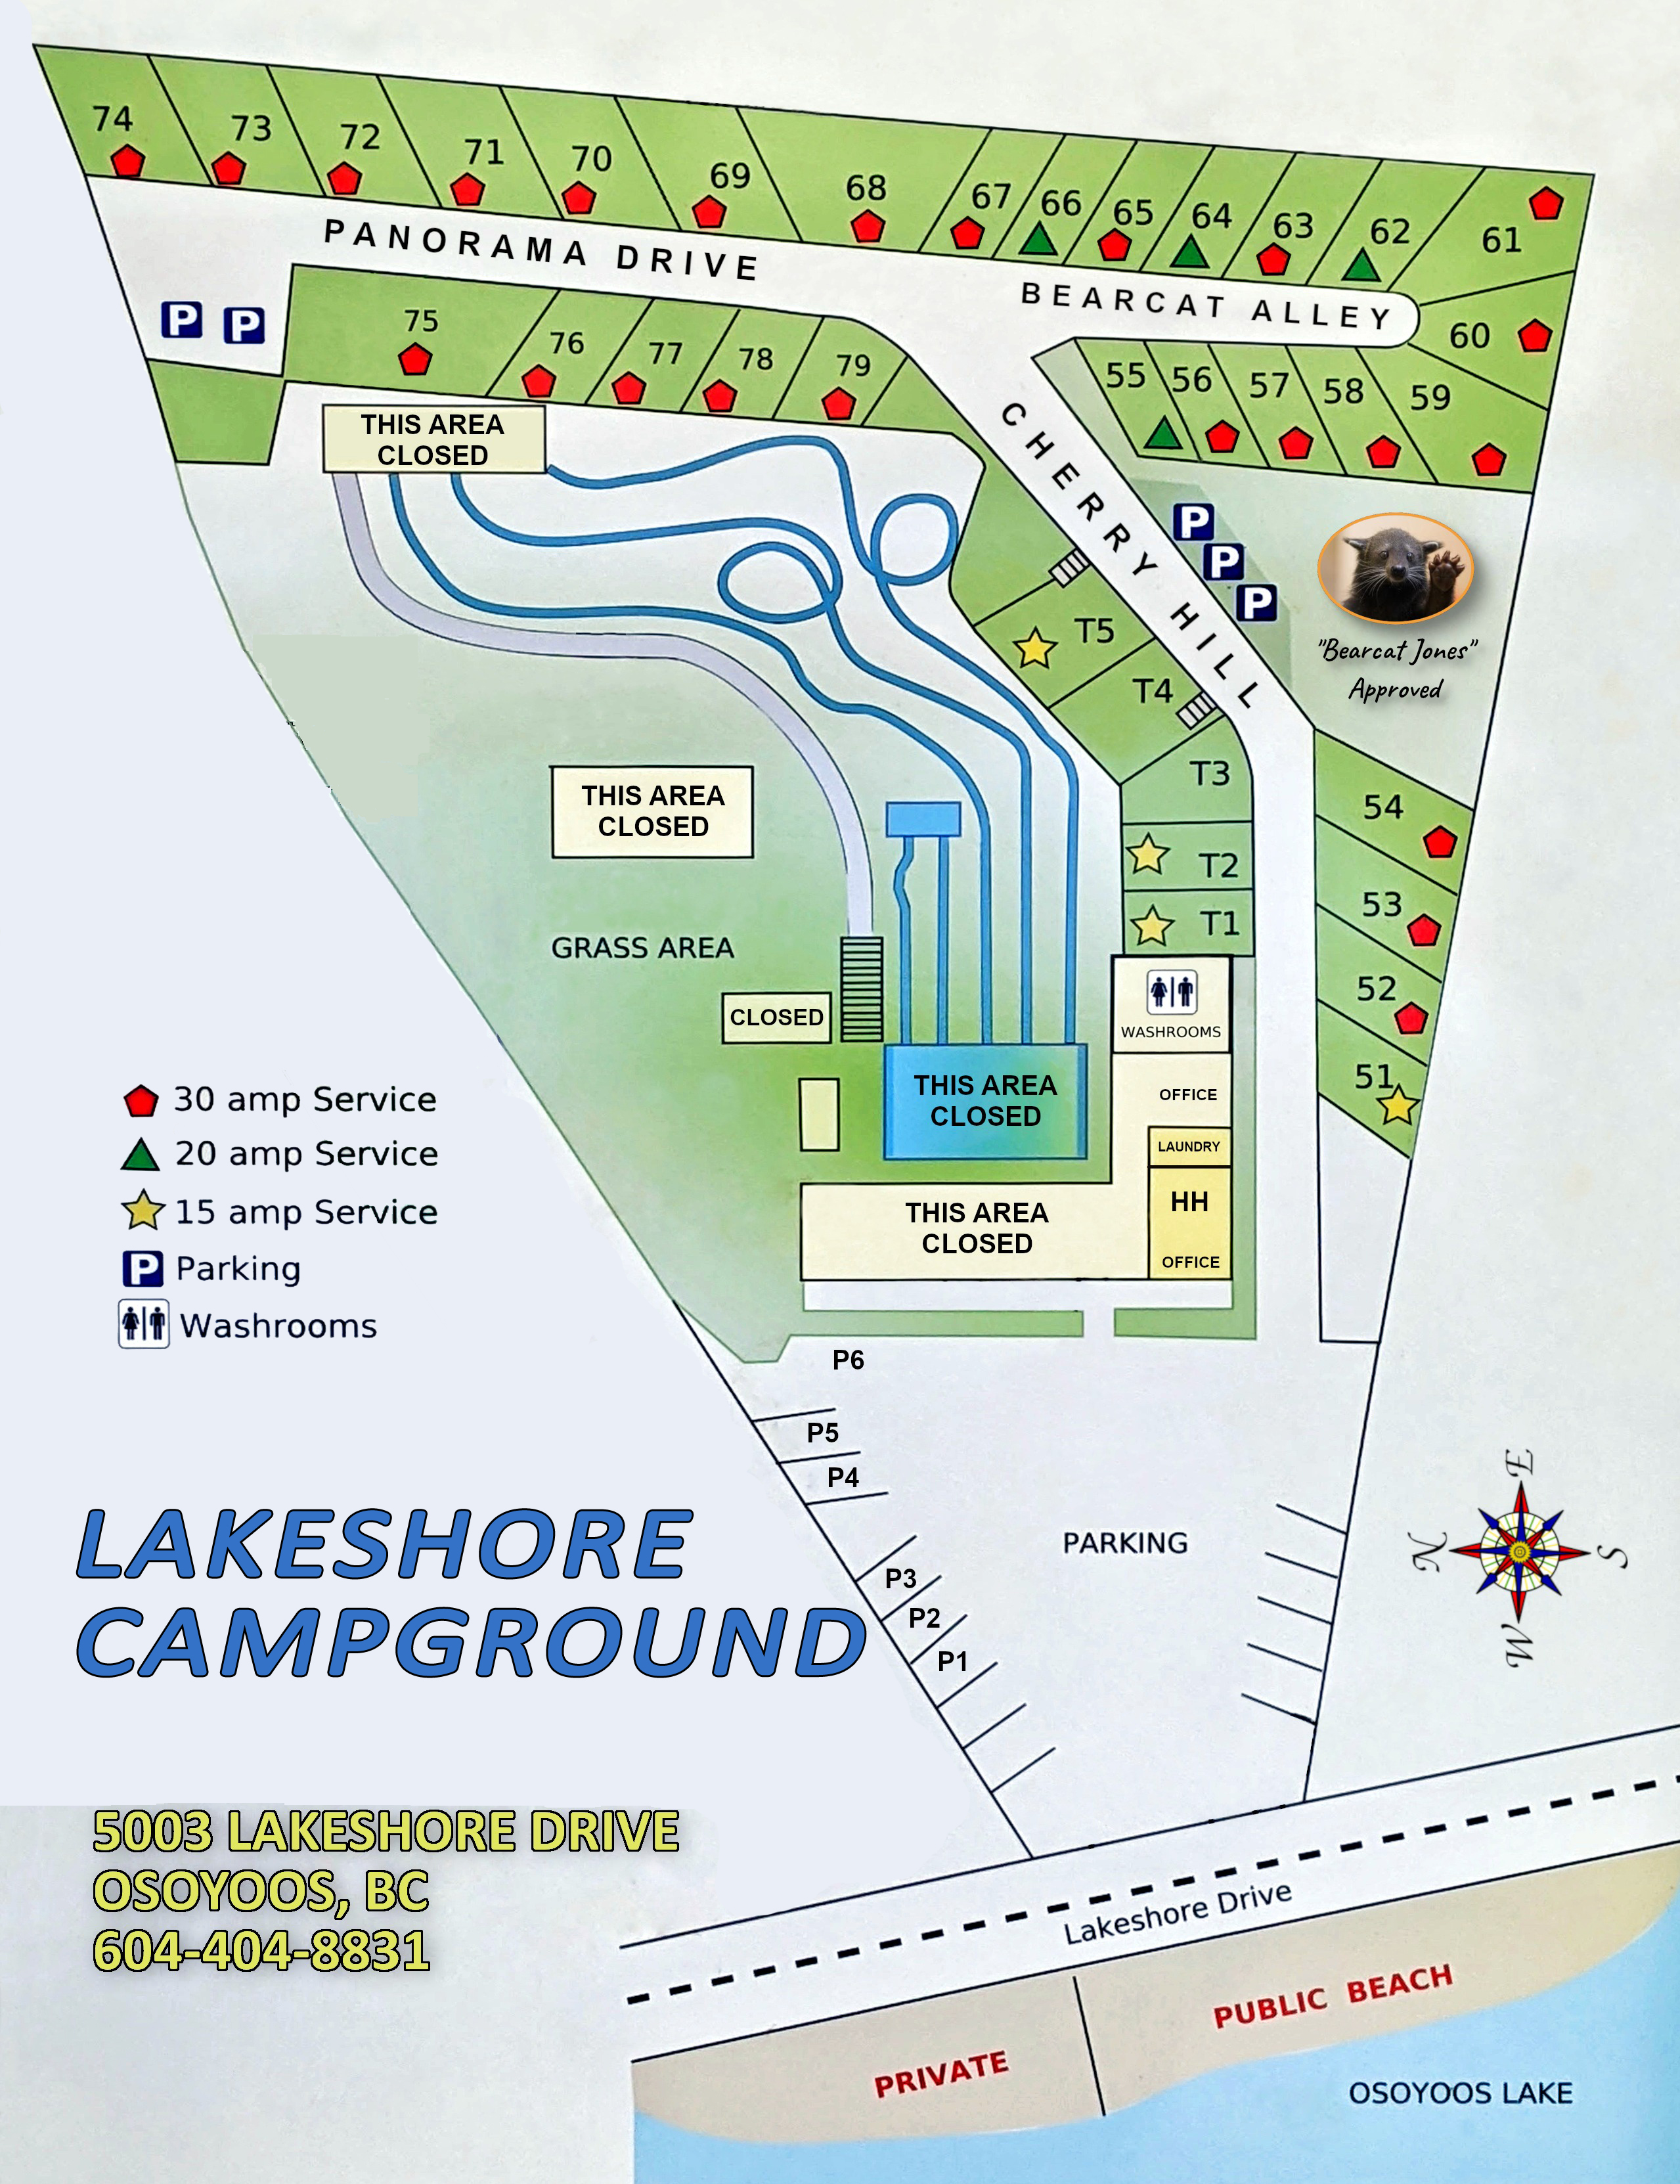 74
73
72
71
70
69
68
67
66
65
64
63
62
61
60
PANORAMA DRIVE
BEARCAT ALLEY
P P
75
76
77
78
79
55
56
57
58
59
THIS AREA
CLOSED
CHERRY HILL
P
P
P
"Bearcat Jones"
Approved
T5
T4
T3
T2
T1
54
53
52
51
THIS AREA
CLOSED
GRASS AREA
CLOSED
WASHROOMS
OFFICE
LAUNDRY
HH
OFFICE
THIS AREA
CLOSED
THIS AREA
CLOSED
30 amp Service
20 amp Service
15 amp Service
P Parking
Washrooms
P6
P5
P4
P3
P2
P1
PARKING
E
N
S
W
LAKESHORE
CAMPGROUND
5003 LAKESHORE DRIVE
OSOYOOS, BC
604-404-8831
Lakeshore Drive
PUBLIC BEACH
PRIVATE
OSOYOOS LAKE